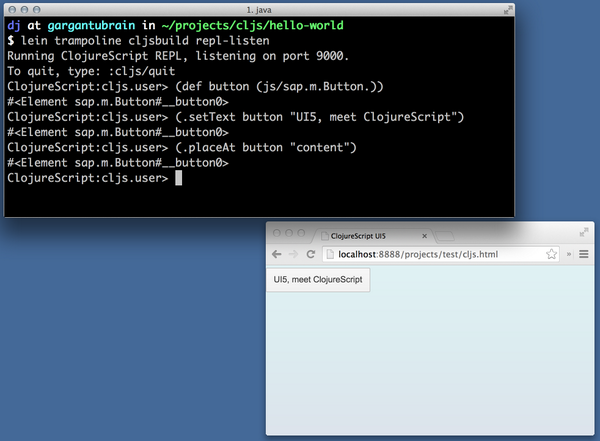 1. java
dj at gargantubrain in ~/projects/cljs/hello-world
$ lein trampoline cljsbuild repl-listen
Running ClojureScript REPL, listening on port 9000.
To quit, type: :cljs/quit
ClojureScript:cljs.user> (def button (js/sap.m.Button.))
#<Element sap.m.Button#__button0>
ClojureScript:cljs.user> (.setText button "UI5, meet ClojureScript")
#<Element sap.m.Button#__button0>
ClojureScript:cljs.user> (.placeAt button "content")
#<Element sap.m.Button#__button0>
ClojureScript:cljs.user>
ClojureScript UI5
localhost:8888/projects/test/cljs.html
UI5, meet ClojureScript